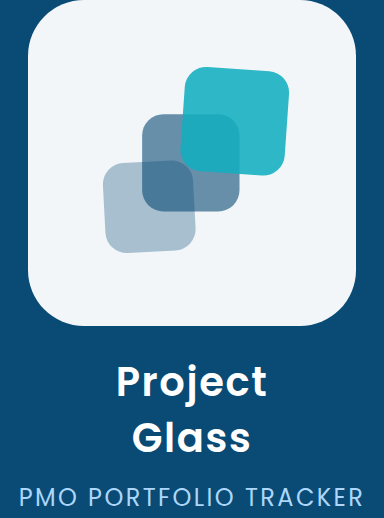 Project
Glass
PMO PORTFOLIO TRACKER